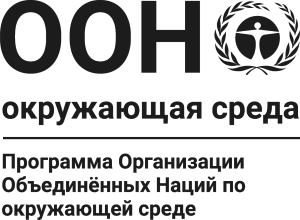 ООН
окружающая среда
Программа Организации
Объединённых Наций по
окружающей среде